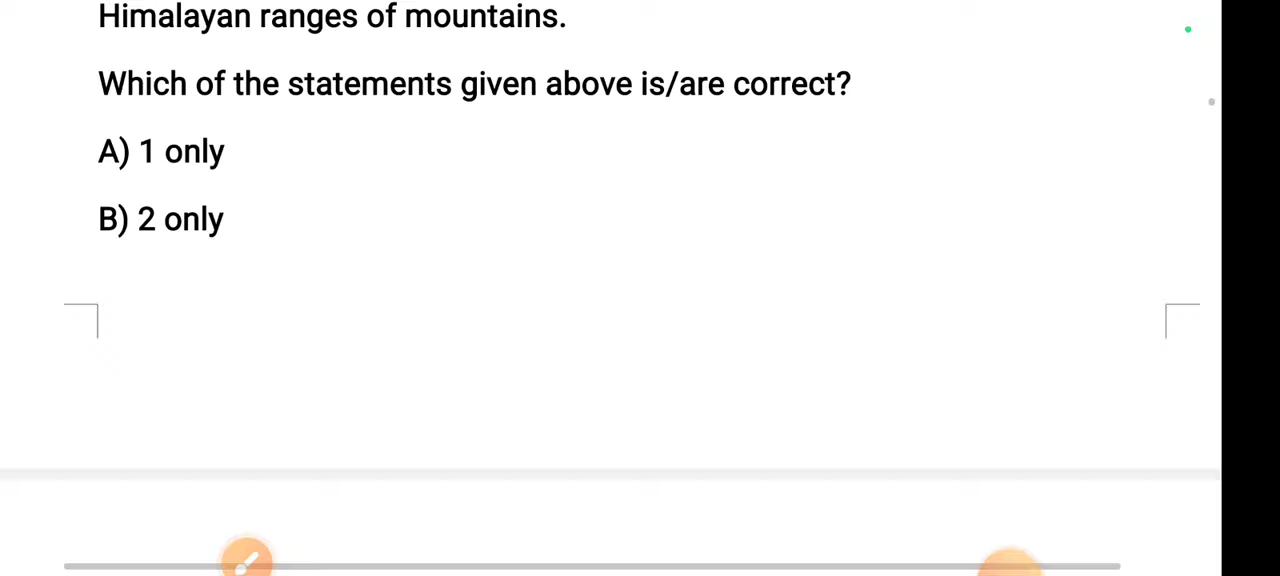 Himalayan ranges of mountains.
Which of the statements given above is/are correct?
A) 1 only
B) 2 only